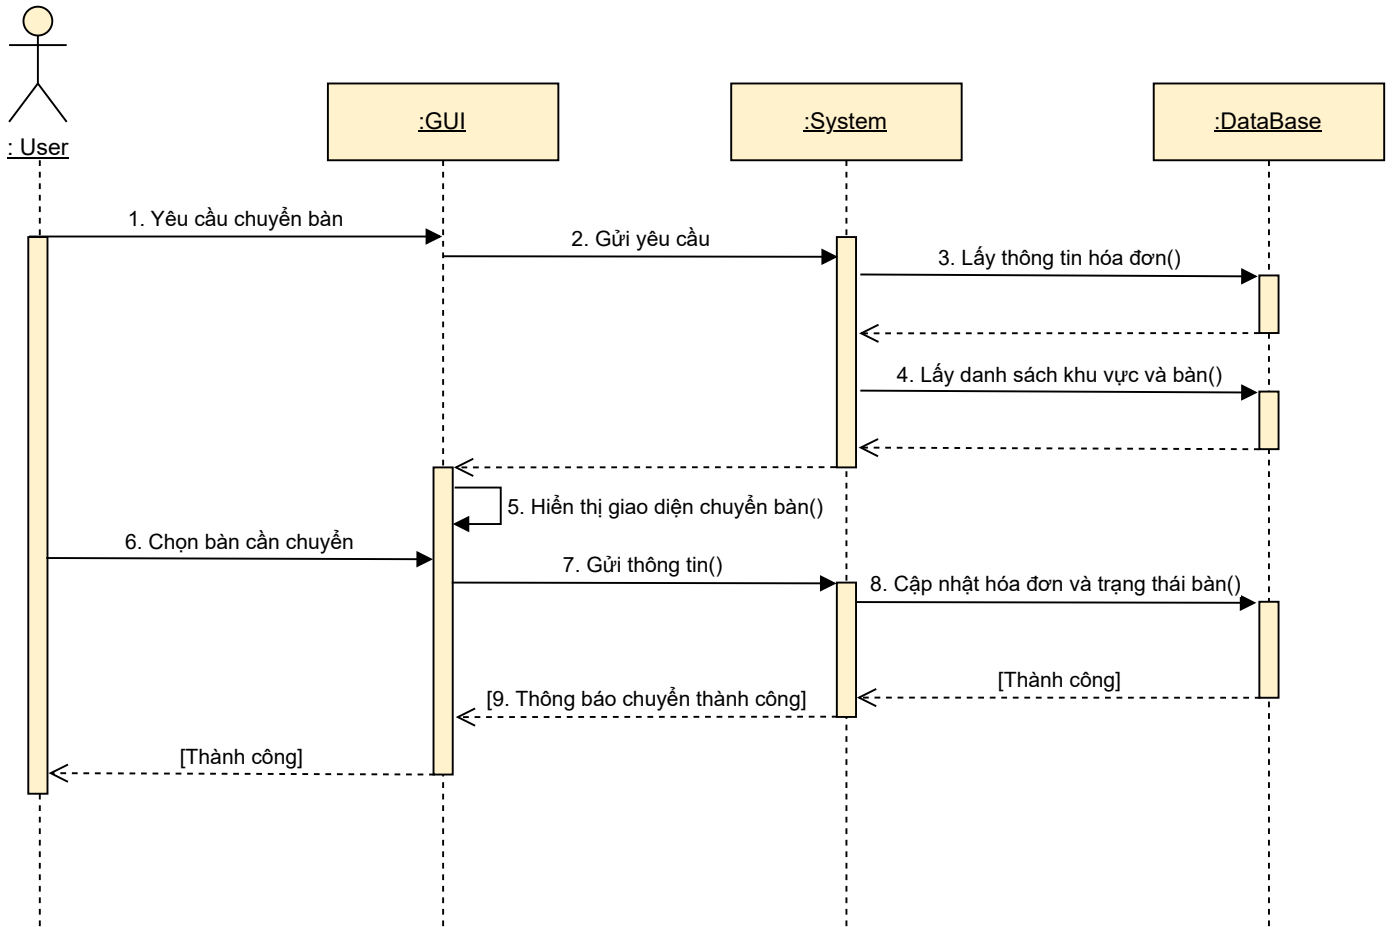 : User
:GUI
:System
:DataBase
1. Yêu cầu chuyển bàn
2. Gửi yêu cầu
3. Lấy thông tin hóa đơn()
4. Lấy danh sách khu vực và bàn()
5. Hiển thị giao diện chuyển bàn()
6. Chọn bàn cần chuyển
7. Gửi thông tin()
8. Cập nhật hóa đơn và trạng thái bàn()
[Thành công]
[9. Thông báo chuyển thành công]
[Thành công]